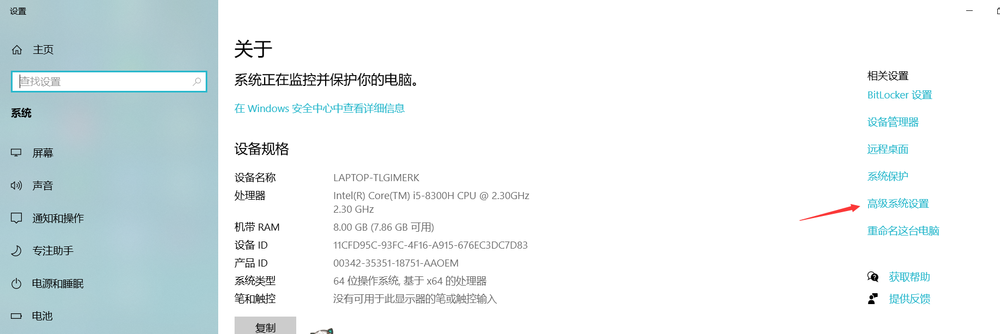 设置
主页
查找设置
系统
屏幕
声音
通知和操作
专注助手
电源和睡眠
电池
关于
系统正在监控并保护你的电脑。
在 Windows 安全中心中查看详细信息
设备规格
设备名称 LAPTOP-TLGIMERK
处理器 Intel(R) Core(TM) i5-8300H CPU @ 2.30GHz
2.30 GHz
机带 RAM 8.00 GB (7.86 GB 可用)
设备 ID 11CFD95C-93FC-4F16-A915-676EC3DC7D83
产品 ID 00342-35351-18751-AAOEM
系统类型 64 位操作系统, 基于 x64 的处理器
笔和触控 没有可用于此显示器的笔或触控输入
复制
相关设置
BitLocker 设置
设备管理器
远程桌面
系统保护
高级系统设置
重命名这台电脑
获取帮助
提供反馈